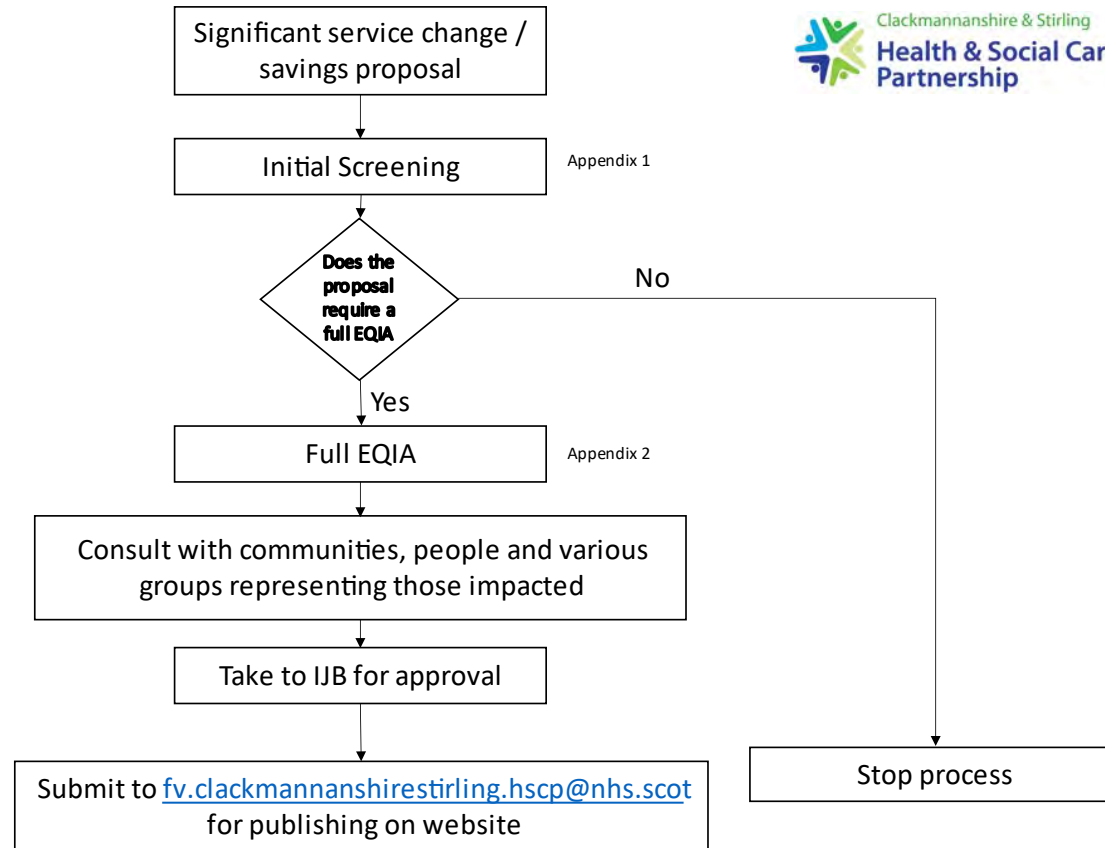 Clackmannanshire & Stirling
Health & Social Car
Partnership
Significant service change /
savings proposal
Initial Screening
Appendix 1
Does the
proposal
require a
full EQIA
No
Yes
Full EQIA
Appendix 2
Consult with communities, people and various
groups representing those impacted
Take to IJB for approval
Submit to fv.clackmannanshirestirling.hscp@nhs.scot
for publishing on website
Stop process